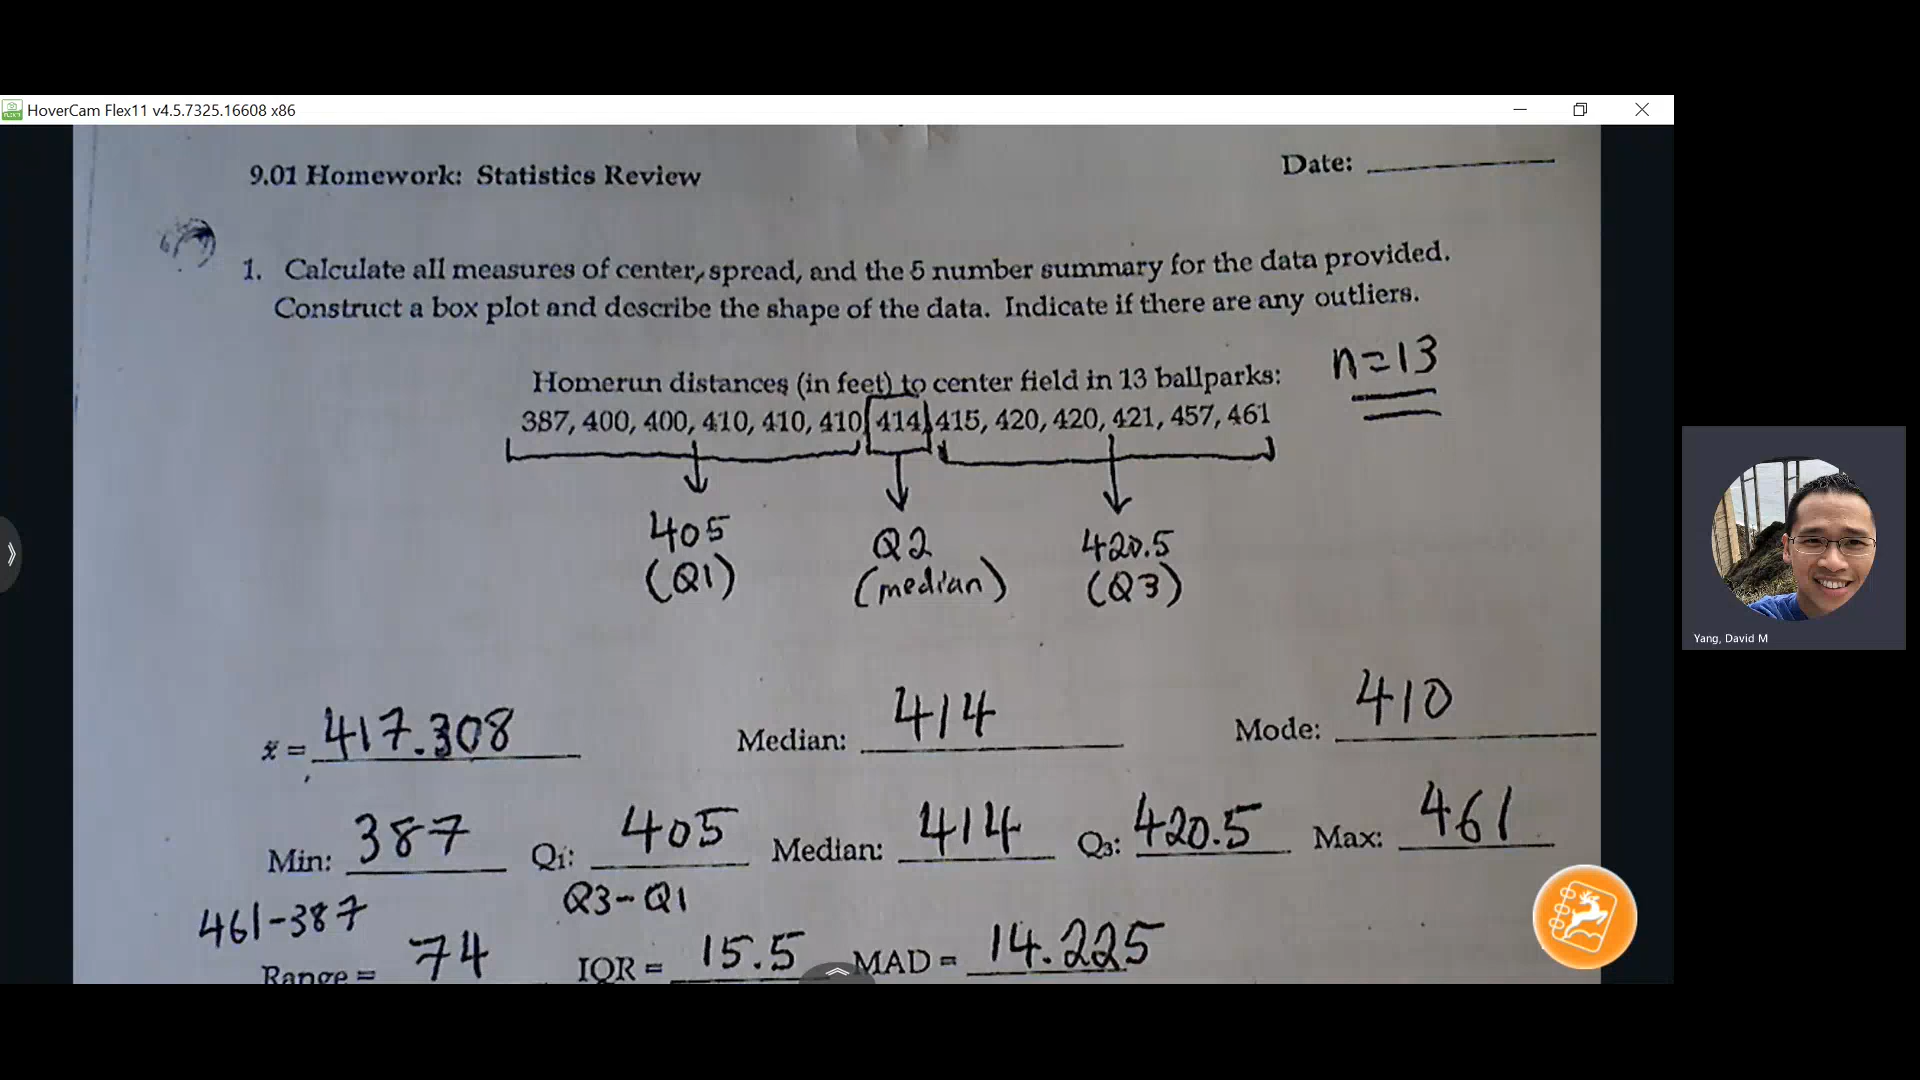 HoverCam Flex11 v4.5.7325.16608 x86
9.01 Homework: Statistics Review
Date:
1. Calculate all measures of center, spread, and the 5 number summary for the data provided.
Construct a box plot and describe the shape of the data. Indicate if there are any outliers.
n=13
Homerun distances (in feet) to center field in 13 ballparks:
387, 400, 400, 410, 410, 410, 414, 415, 420, 420, 421, 457, 461
405 Q2 420.5
(Q1) (median) (Q3)
x̄ = 417.308 Median: 414 Mode: 410
Min: 387 Q1: 405 Median: 414 Q3: 420.5 Max: 461
461-387 Q3-Q1
Range = 74 IQR = 15.5 MAD = 14.225
Yang, David M